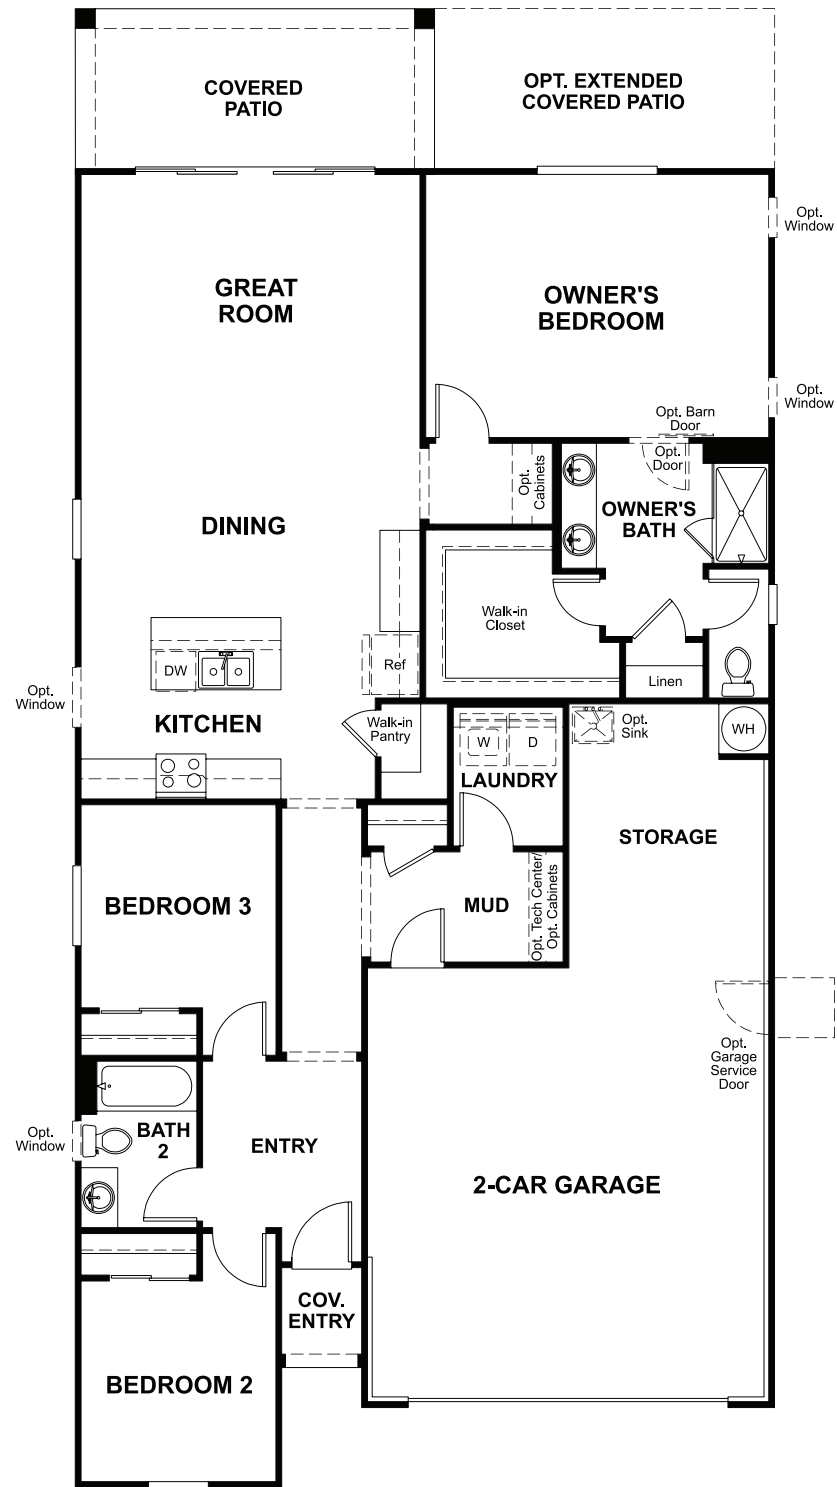 COVERED
PATIO
OPT. EXTENDED
COVERED PATIO
Opt.
Window
GREAT
ROOM
OWNER'S
BEDROOM
Opt.
Window
Opt. Barn
Door
Opt.
Door
Opt.
Cabinets
DINING
OWNER'S
BATH
Walk-in
Closet
DW
Ref
Linen
Opt.
Window
KITCHEN
Walk-in
Pantry
W
D
Opt.
Sink
WH
LAUNDRY
STORAGE
BEDROOM 3
MUD
Opt. Tech Center/
Opt. Cabinets
Opt.
Garage
Service
Door
Opt.
Window
BATH
2
ENTRY
2-CAR GARAGE
COV.
ENTRY
BEDROOM 2